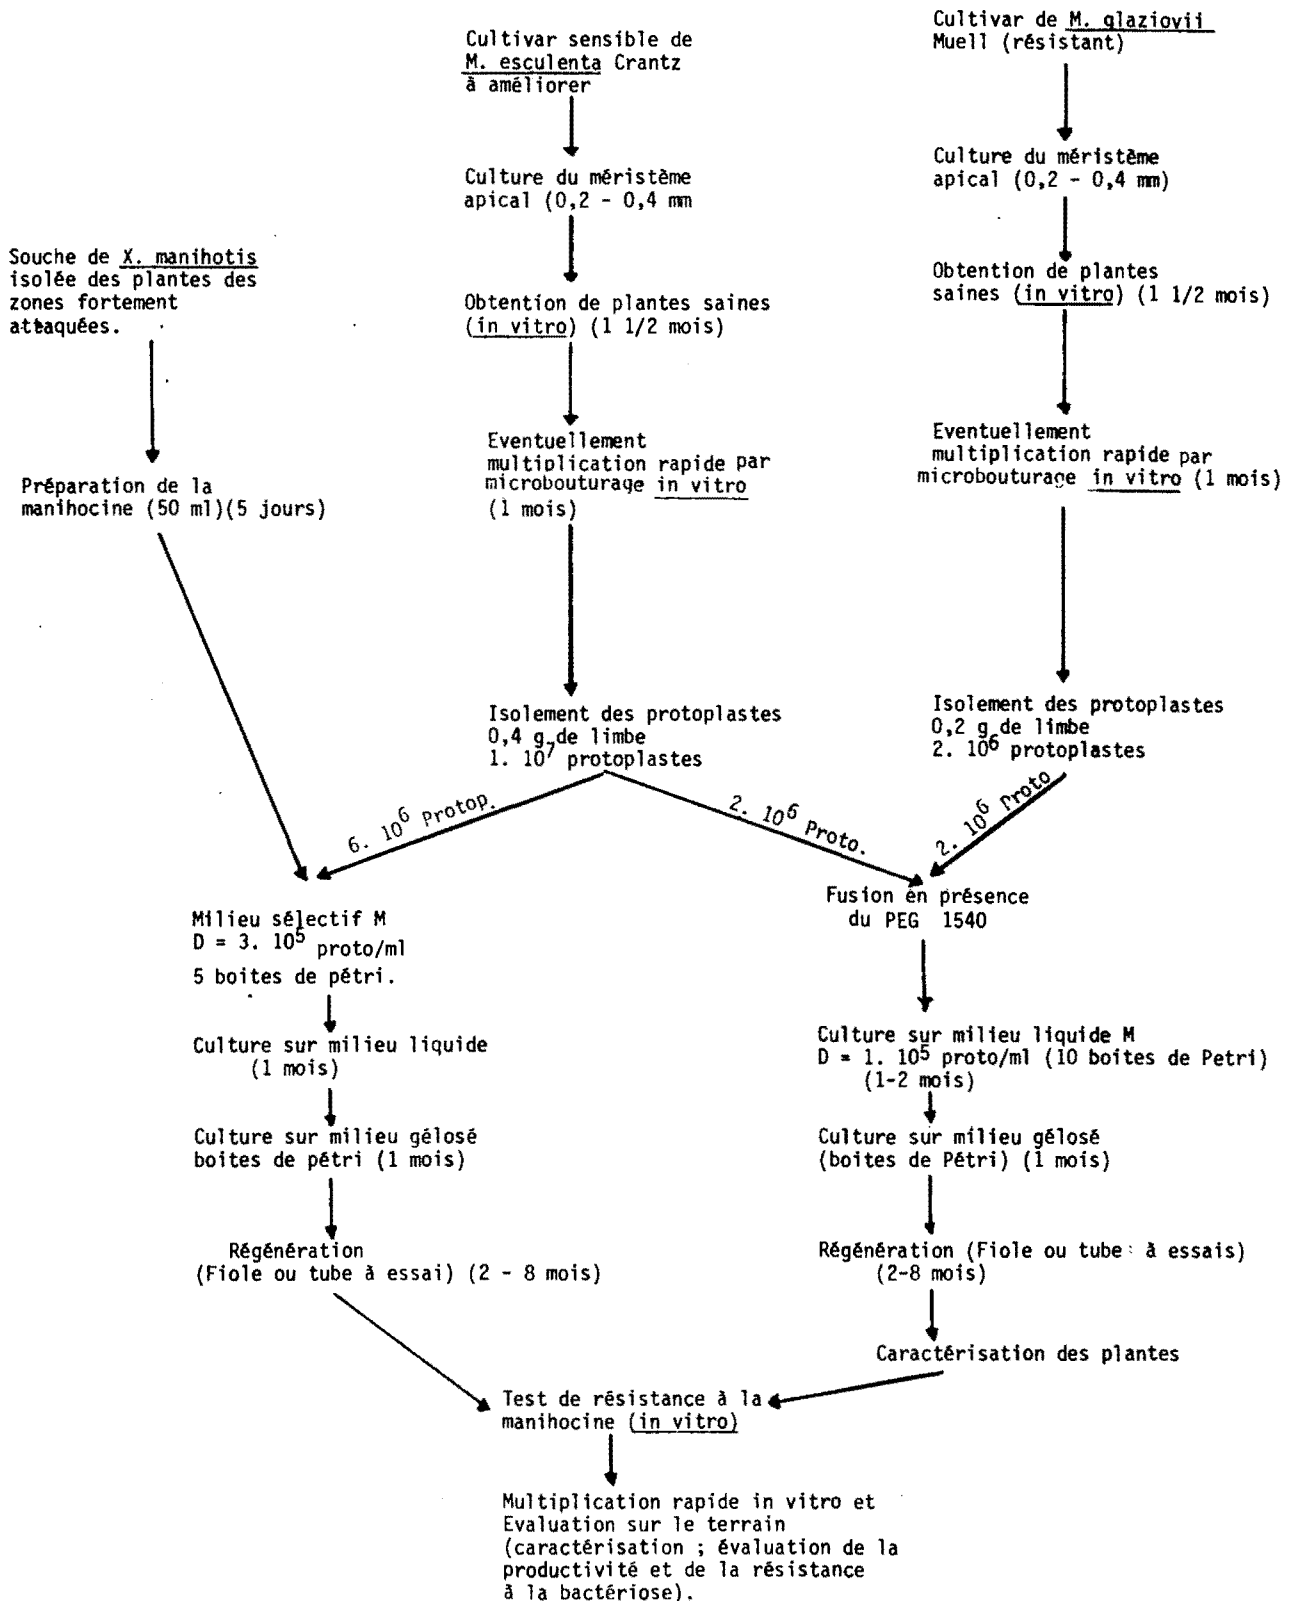 Cultivar sensible de
M. esculenta Crantz
à améliorer
Cultivar de M. glaziovii
Muell (résistant)
Culture du méristème
apical (0,2 - 0,4 mm
Culture du méristème
apical (0,2 - 0,4 mm)
Souche de X. manihotis
isolée des plantes des
zones fortement
attaquées.
Obtention de plantes saines
(in vitro) (1 1/2 mois)
Obtention de plantes
saines (in vitro) (1 1/2 mois)
Préparation de la
manihocine (50 ml)(5 jours)
Eventuellement
multiplication rapide par
microbouturage in vitro
(1 mois)
Eventuellement
multiplication rapide par
microbouturage in vitro (1 mois)
Isolement des protoplastes
0,4 g de limbe
1. 10⁷ protoplastes
Isolement des protoplastes
0,2 g de limbe
2. 10⁶ protoplastes
6. 10⁶ Protop.
2. 10⁶ Proto.
2. 10⁶ Proto
Milieu sélectif M
D = 3. 10⁵ proto/ml
5 boites de pétri.
Fusion en présence
du PEG 1540
Culture sur milieu liquide
(1 mois)
Culture sur milieu liquide M
D = 1. 10⁵ proto/ml (10 boites de Petri)
(1-2 mois)
Culture sur milieu gélosé
boites de pétri (1 mois)
Culture sur milieu gélosé
(boites de Pétri) (1 mois)
Régénération
(Fiole ou tube à essai) (2 - 8 mois)
Régénération (Fiole ou tube à essais)
(2-8 mois)
Caractérisation des plantes
Test de résistance à la
manihocine (in vitro)
Multiplication rapide in vitro et
Evaluation sur le terrain
(caractérisation ; évaluation de la
productivité et de la résistance
à la bactériose).